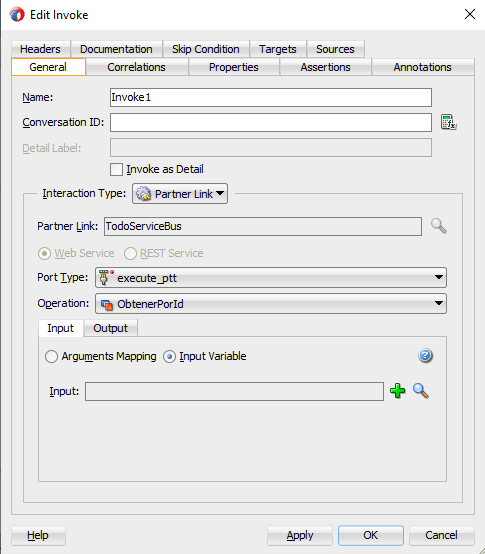 Edit Invoke
Headers Documentation Skip Condition Targets Sources
General Correlations Properties Assertions Annotations
Name: Invoke1
Conversation ID:
Detail Label:
Invoke as Detail
Interaction Type: Partner Link
Partner Link: TodoServiceBus
Web Service REST Service
Port Type: execute_ptt
Operation: ObtenerPorId
Input Output
Arguments Mapping Input Variable
Input:
Help Apply OK Cancel